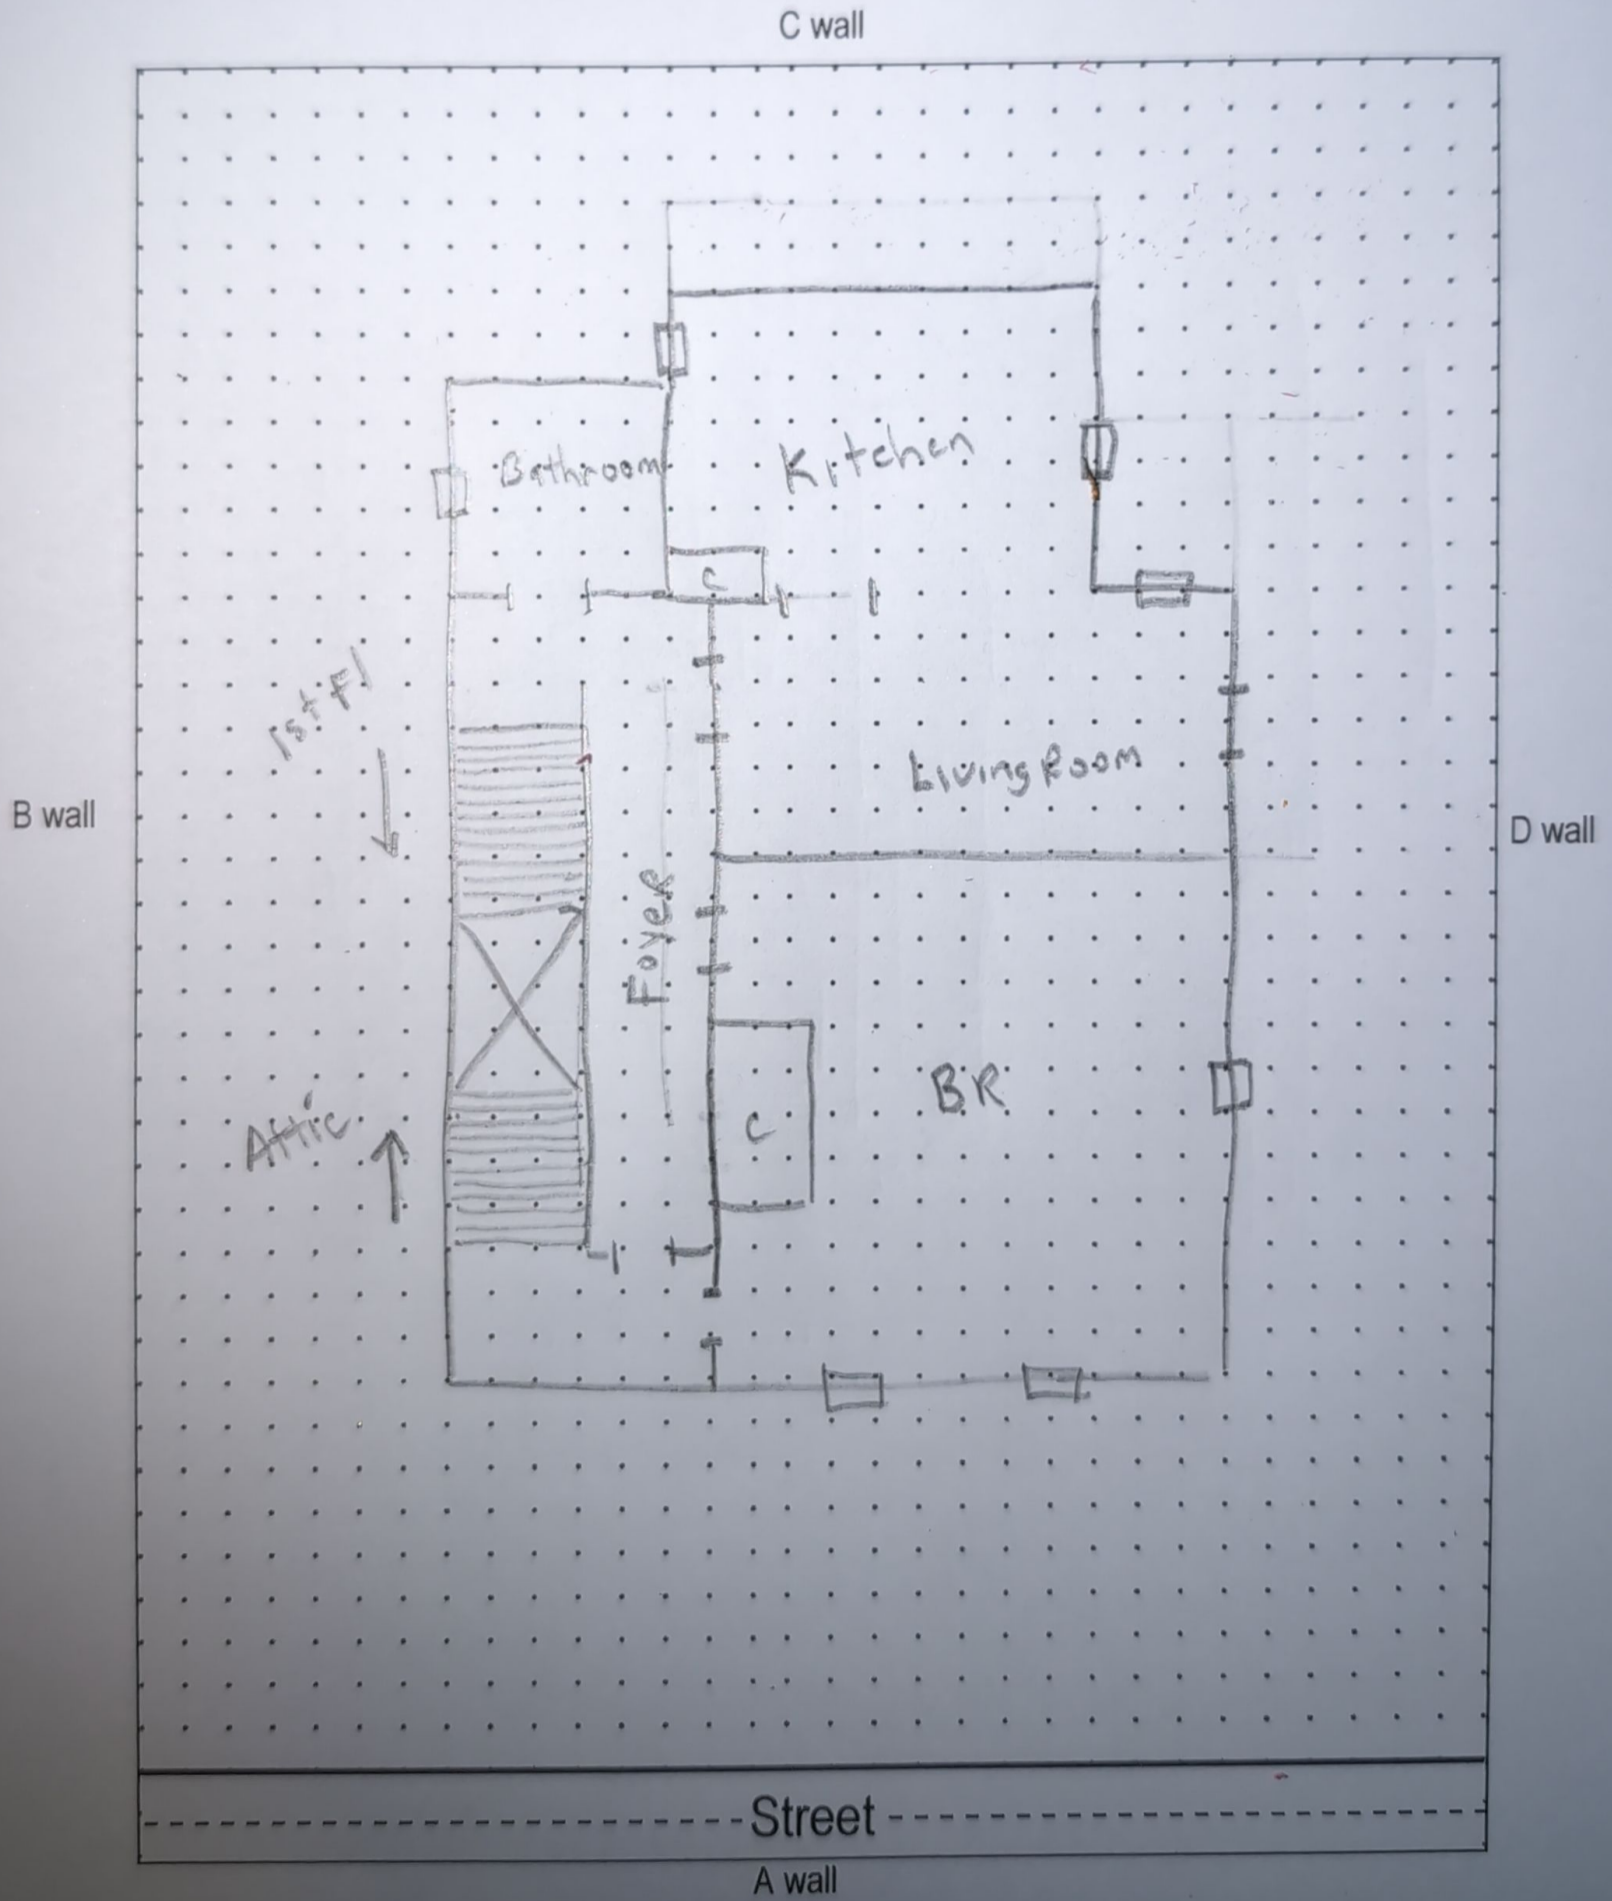 C wall
Bathroom
Kitchen
C
1st Fl
Living Room
B wall
D wall
Foyer
BR
Attic
C
Street
A wall